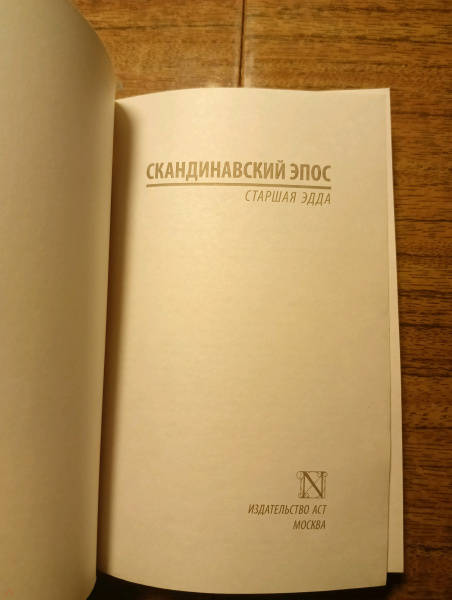 СКАНДИНАВСКИЙ ЭПОС
СТАРШАЯ ЭДДА
N
ИЗДАТЕЛЬСТВО АСТ
МОСКВА